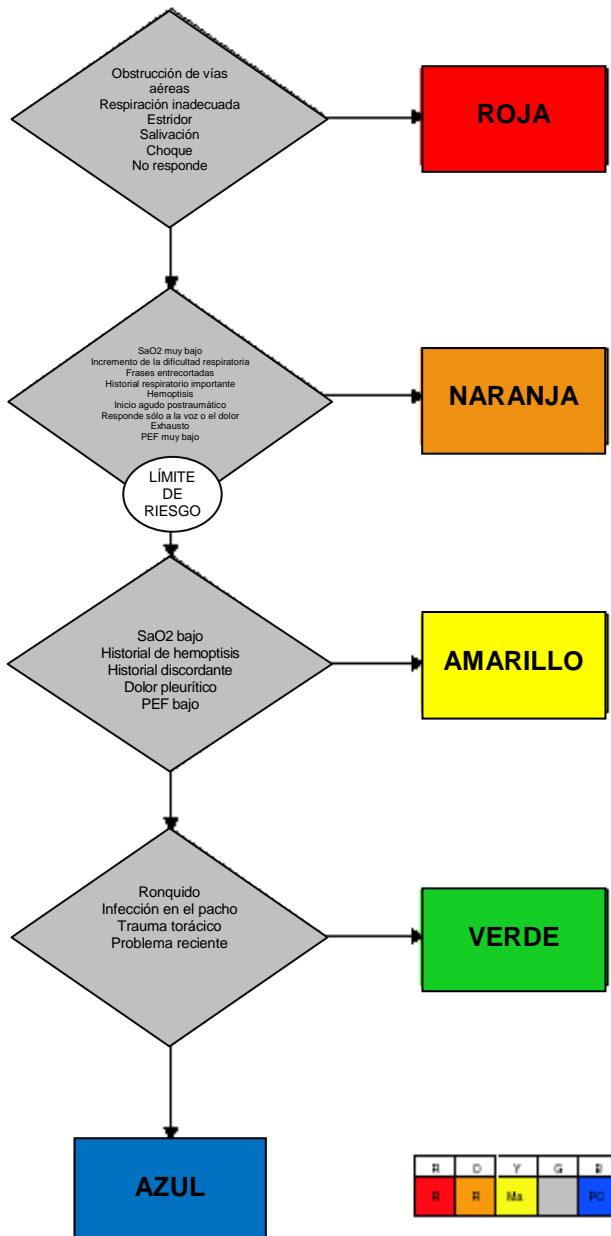 Obstrucción de vías
aéreas
Respiración inadecuada
Estridor
Salivación
Choque
No responde
ROJA
SaO2 muy bajo
Incremento de la dificultad respiratoria
Frases entrecortadas
Historial respiratorio importante
Hemoptisis
Inicio agudo postraumático
Responde sólo a la voz o el dolor
Exhausto
PEF muy bajo
NARANJA
LÍMITE
DE
RIESGO
SaO2 bajo
Historial de hemoptisis
Historial discordante
Dolor pleurítico
PEF bajo
AMARILLO
Ronquido
Infección en el pacho
Trauma torácico
Problema reciente
VERDE
AZUL
R O Y G B
R R Ma PC